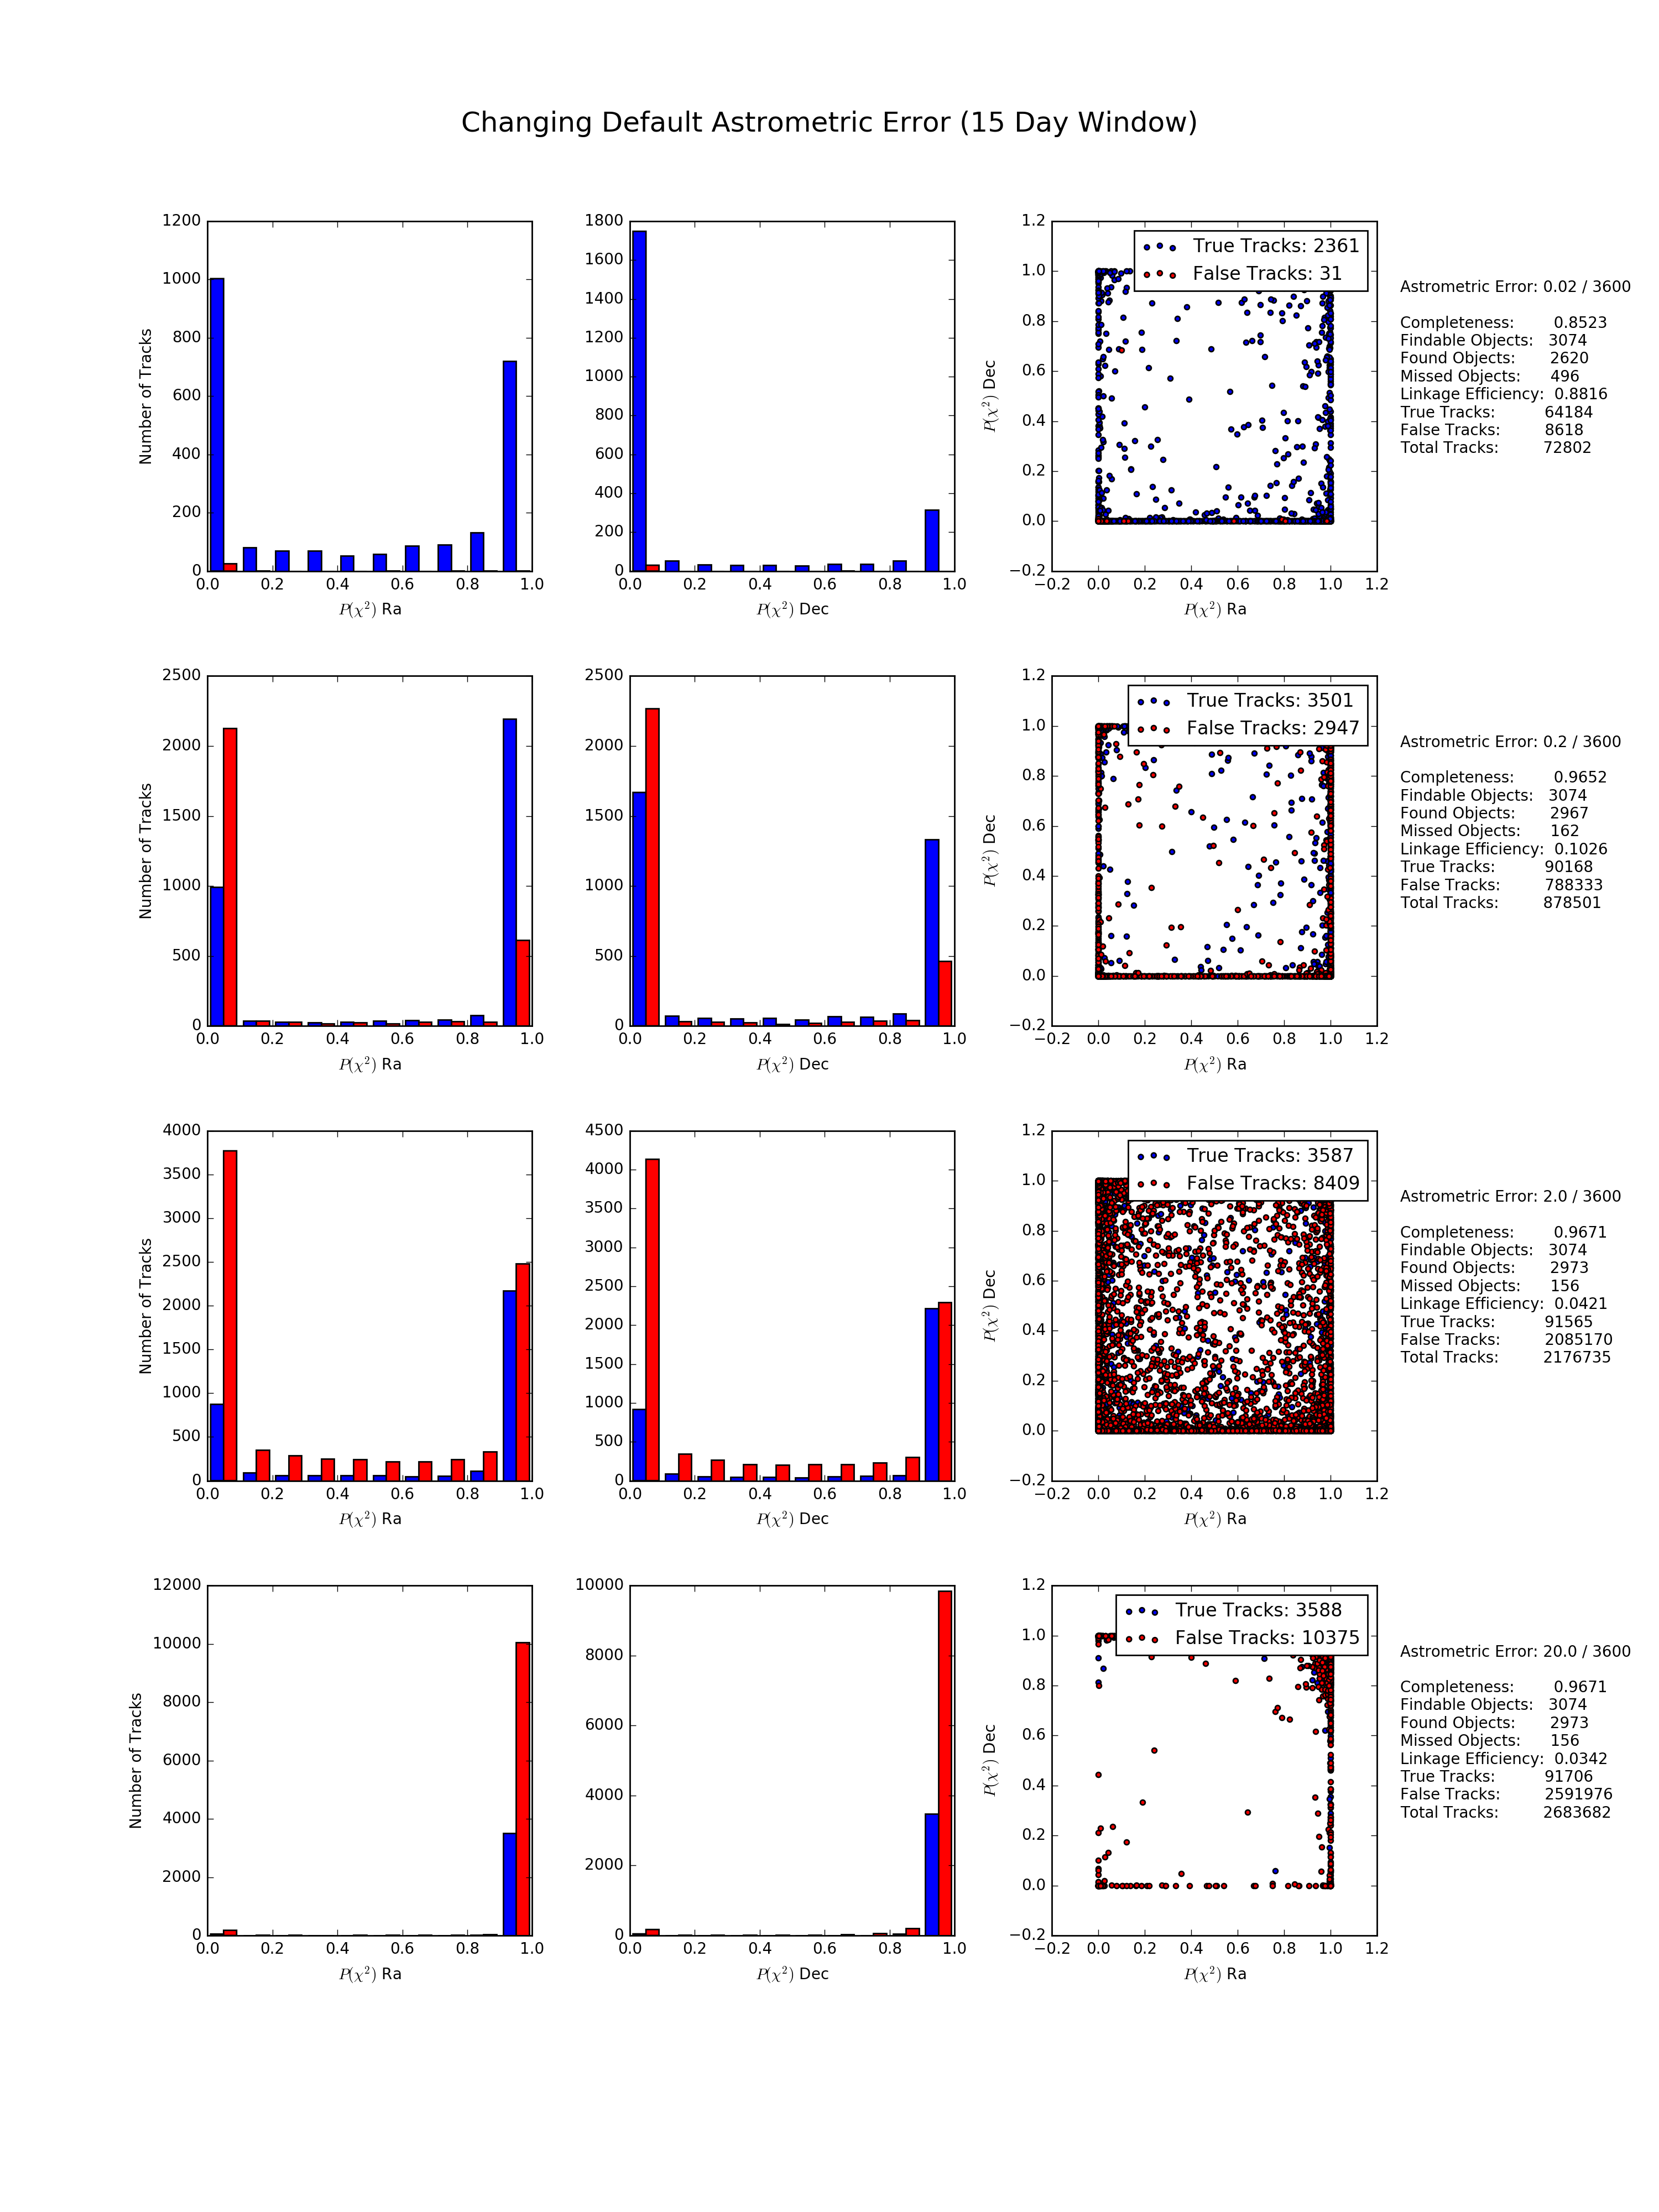 Changing Default Astrometric Error (15 Day Window)
1200
1000
800
600
400
200
0
Number of Tracks
0.0 0.2 0.4 0.6 0.8 1.0
P(χ²) Ra
1800
1600
1400
1200
1000
800
600
400
200
0
0.0 0.2 0.4 0.6 0.8 1.0
P(χ²) Dec
1.2
1.0
0.8
0.6
0.4
0.2
0.0
−0.2
P(χ²) Dec
True Tracks: 2361
False Tracks: 31
−0.2 0.0 0.2 0.4 0.6 0.8 1.0 1.2
P(χ²) Ra
Astrometric Error: 0.02 / 3600
Completeness: 0.8523
Findable Objects: 3074
Found Objects: 2620
Missed Objects: 496
Linkage Efficiency: 0.8816
True Tracks: 64184
False Tracks: 8618
Total Tracks: 72802
2500
2000
1500
1000
500
0
Number of Tracks
0.0 0.2 0.4 0.6 0.8 1.0
P(χ²) Ra
2500
2000
1500
1000
500
0
0.0 0.2 0.4 0.6 0.8 1.0
P(χ²) Dec
1.2
1.0
0.8
0.6
0.4
0.2
0.0
−0.2
P(χ²) Dec
True Tracks: 3501
False Tracks: 2947
−0.2 0.0 0.2 0.4 0.6 0.8 1.0 1.2
P(χ²) Ra
Astrometric Error: 0.2 / 3600
Completeness: 0.9652
Findable Objects: 3074
Found Objects: 2967
Missed Objects: 162
Linkage Efficiency: 0.1026
True Tracks: 90168
False Tracks: 788333
Total Tracks: 878501
4000
3500
3000
2500
2000
1500
1000
500
0
Number of Tracks
0.0 0.2 0.4 0.6 0.8 1.0
P(χ²) Ra
4500
4000
3500
3000
2500
2000
1500
1000
500
0
0.0 0.2 0.4 0.6 0.8 1.0
P(χ²) Dec
1.2
1.0
0.8
0.6
0.4
0.2
0.0
−0.2
P(χ²) Dec
True Tracks: 3587
False Tracks: 8409
−0.2 0.0 0.2 0.4 0.6 0.8 1.0 1.2
P(χ²) Ra
Astrometric Error: 2.0 / 3600
Completeness: 0.9671
Findable Objects: 3074
Found Objects: 2973
Missed Objects: 156
Linkage Efficiency: 0.0421
True Tracks: 91565
False Tracks: 2085170
Total Tracks: 2176735
12000
10000
8000
6000
4000
2000
0
Number of Tracks
0.0 0.2 0.4 0.6 0.8 1.0
P(χ²) Ra
10000
8000
6000
4000
2000
0
0.0 0.2 0.4 0.6 0.8 1.0
P(χ²) Dec
1.2
1.0
0.8
0.6
0.4
0.2
0.0
−0.2
P(χ²) Dec
True Tracks: 3588
False Tracks: 10375
−0.2 0.0 0.2 0.4 0.6 0.8 1.0 1.2
P(χ²) Ra
Astrometric Error: 20.0 / 3600
Completeness: 0.9671
Findable Objects: 3074
Found Objects: 2973
Missed Objects: 156
Linkage Efficiency: 0.0342
True Tracks: 91706
False Tracks: 2591976
Total Tracks: 2683682